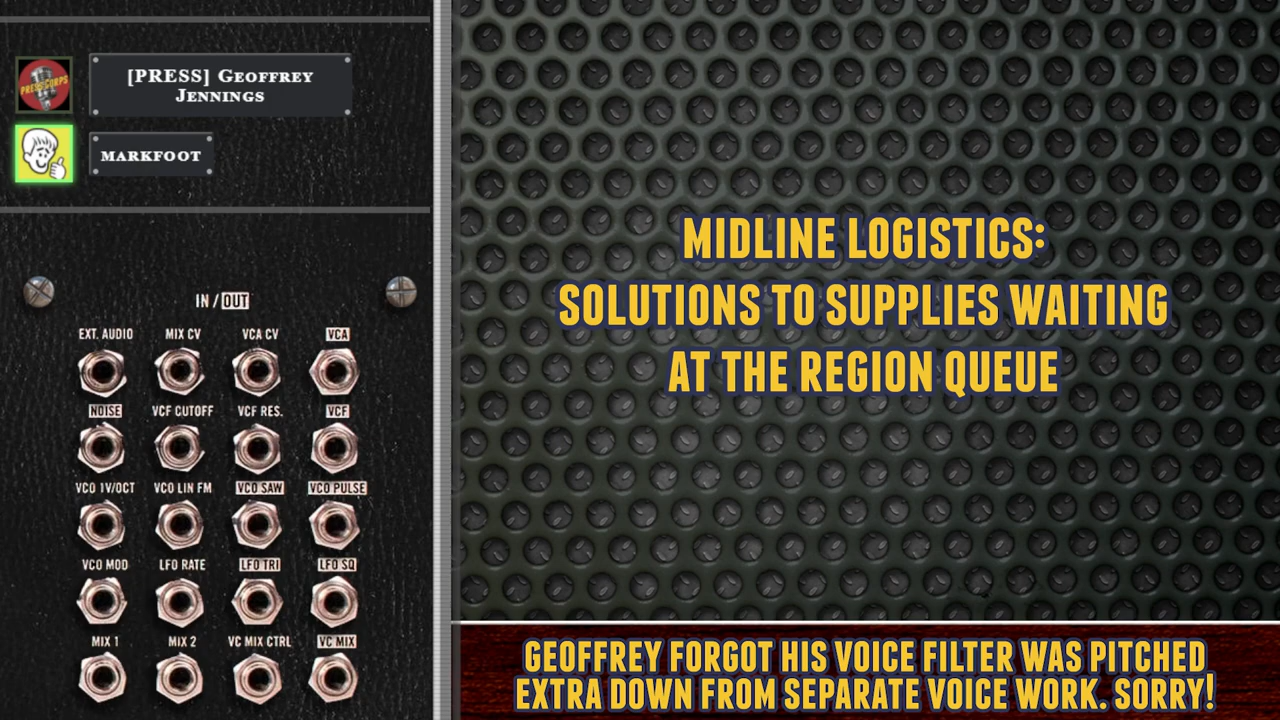 PRESS CORPS
[PRESS] GEOFFREY
JENNINGS
MARKFOOT
IN / OUT
EXT. AUDIO MIX CV VCA CV VCA
NOISE VCF CUTOFF VCF RES. VCF
VCO 1V/OCT VCO LIN FM VCO SAW VCO PULSE
VCO MOD LFO RATE LFO TRI LFO SQ
MIX 1 MIX 2 VC MIX CTRL VC MIX
MIDLINE LOGISTICS:
SOLUTIONS TO SUPPLIES WAITING
AT THE REGION QUEUE
GEOFFREY FORGOT HIS VOICE FILTER WAS PITCHED
EXTRA DOWN FROM SEPARATE VOICE WORK. SORRY!